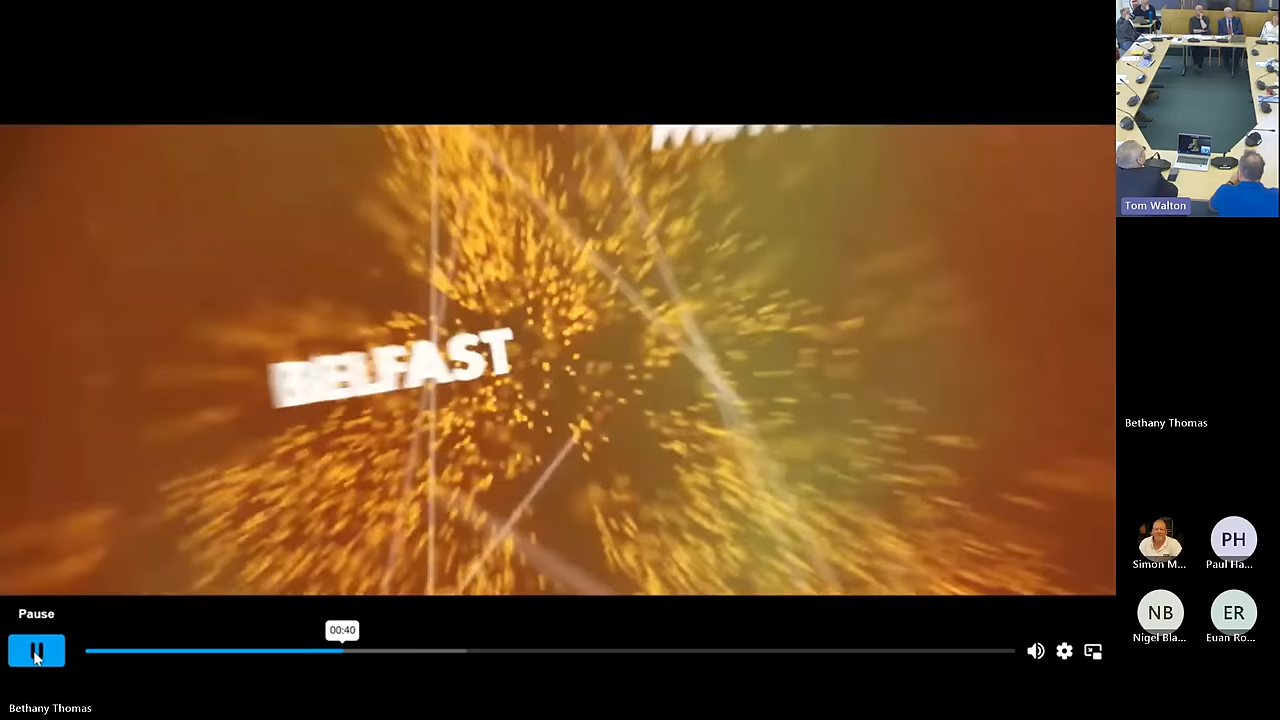 BELFAST
Tom Walton
Bethany Thomas
Simon M...
PH
Paul Ha...
NB
Nigel Bla...
ER
Euan Ro...
Pause
00:40
Bethany Thomas